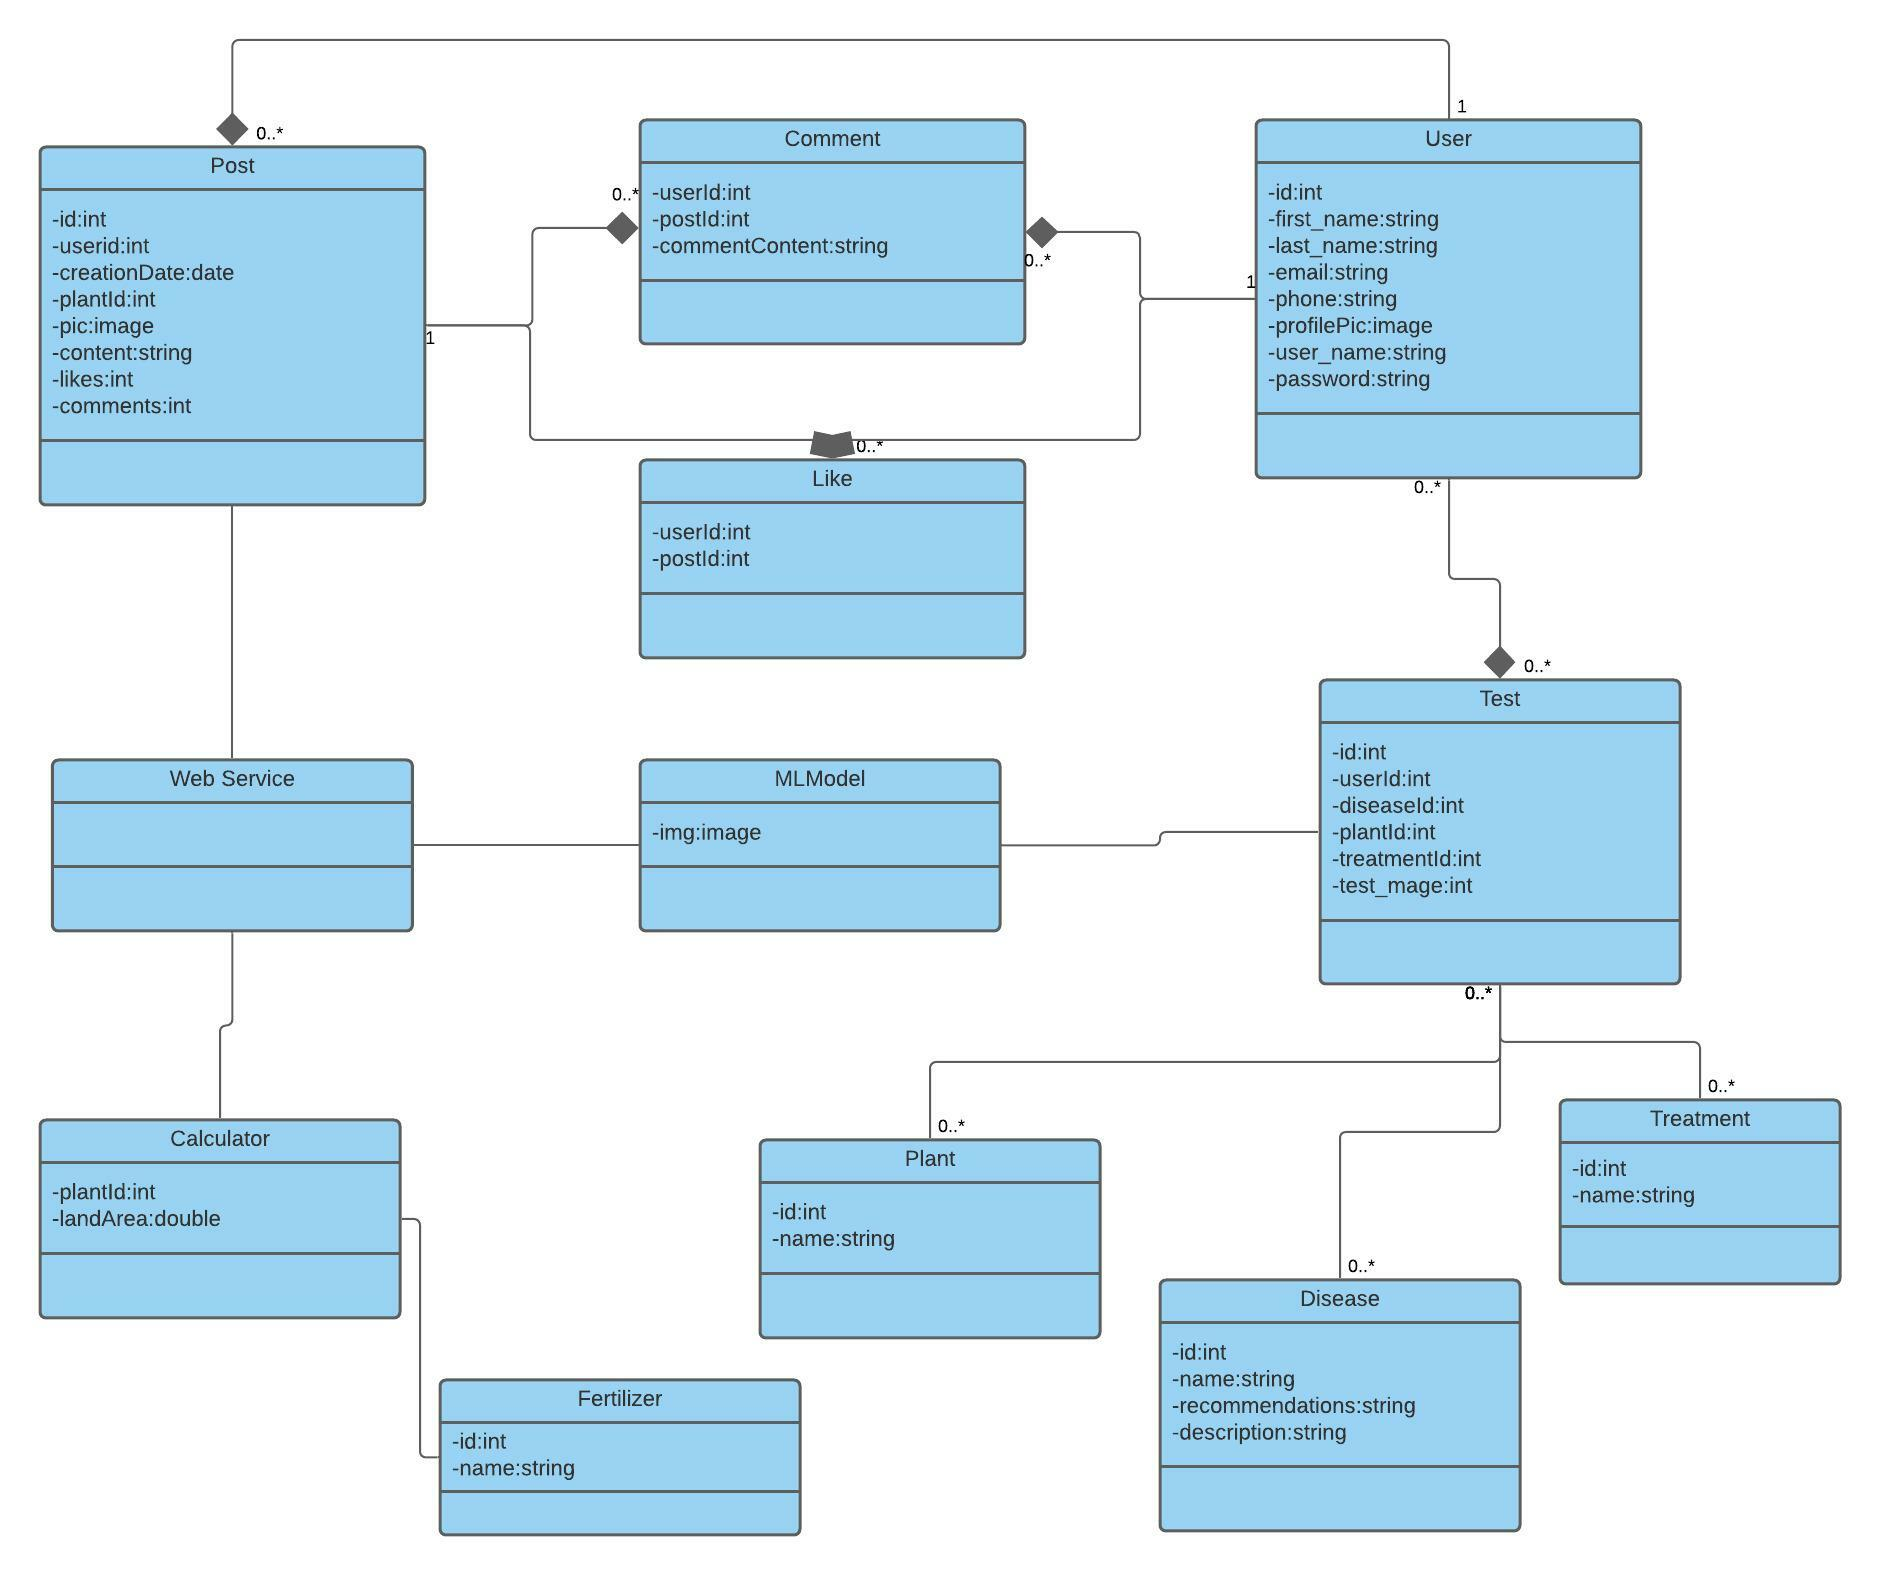 1
0..*
Post
-id:int
-userid:int
-creationDate:date
-plantId:int
-pic:image
-content:string
-likes:int
-comments:int
1
0..*
Comment
-userId:int
-postId:int
-commentContent:string
0..*
1
User
-id:int
-first_name:string
-last_name:string
-email:string
-phone:string
-profilePic:image
-user_name:string
-password:string
0..*
0..*
Like
-userId:int
-postId:int
0..*
Test
-id:int
-userId:int
-diseaseId:int
-plantId:int
-treatmentId:int
-test_mage:int
0..*
Web Service
MLModel
-img:image
Calculator
-plantId:int
-landArea:double
0..*
Plant
-id:int
-name:string
0..*
Treatment
-id:int
-name:string
0..*
Disease
-id:int
-name:string
-recommendations:string
-description:string
Fertilizer
-id:int
-name:string